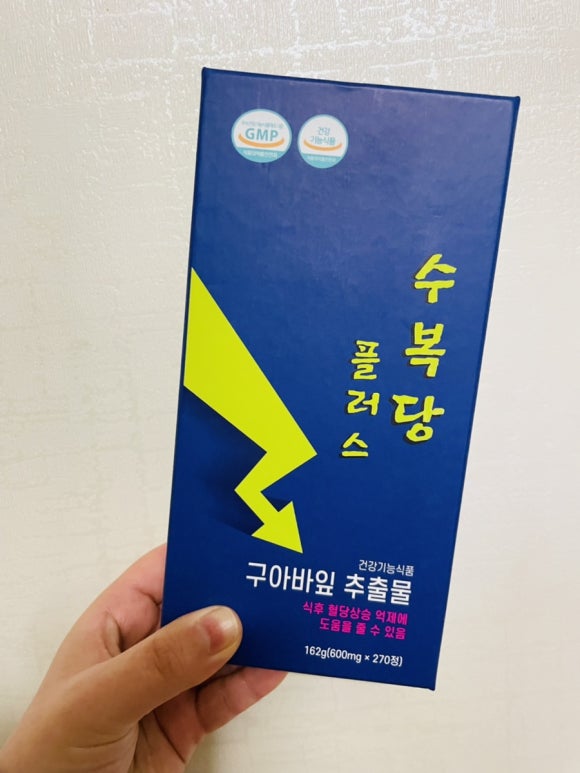 GMP
건강
기능식품
수복당
플러스
건강기능식품
구아바잎 추출물
식후 혈당상승 억제에
도움을 줄 수 있음
162g(600mg × 270정)